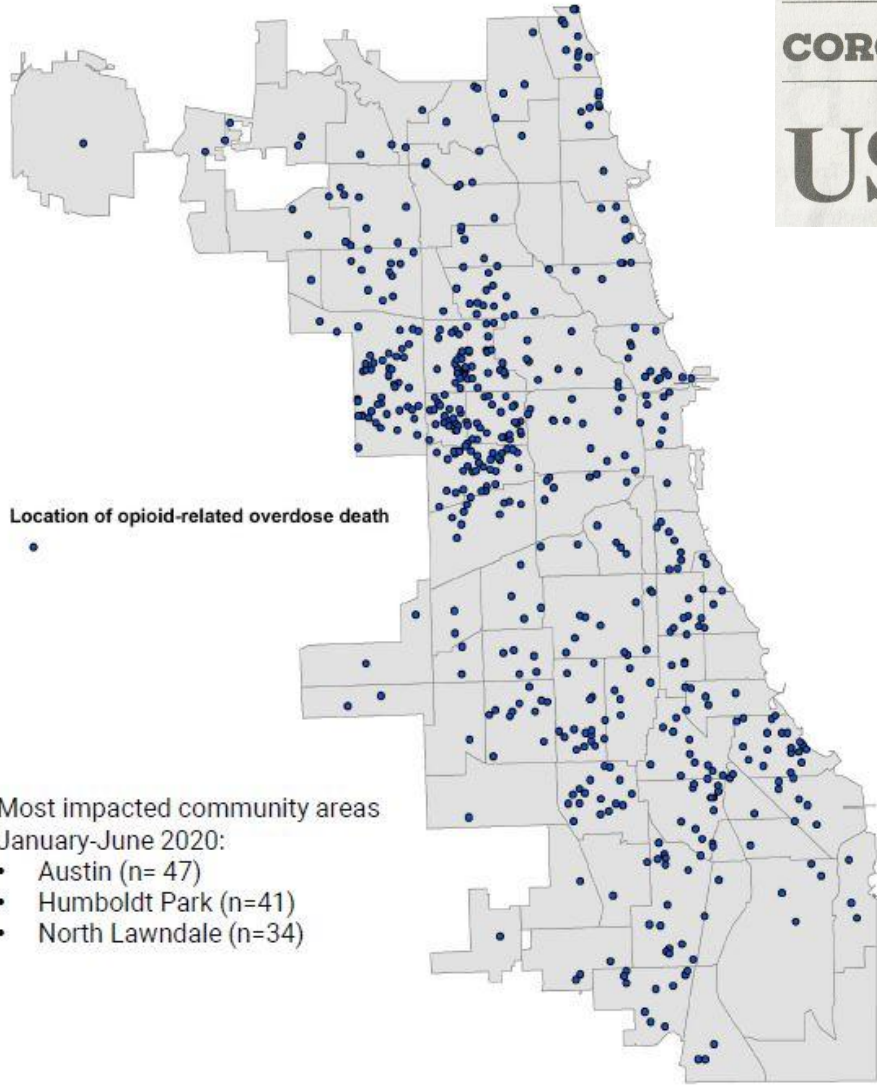 CORO
US
Location of opioid-related overdose death
Most impacted community areas
January-June 2020:
• Austin (n= 47)
• Humboldt Park (n=41)
• North Lawndale (n=34)